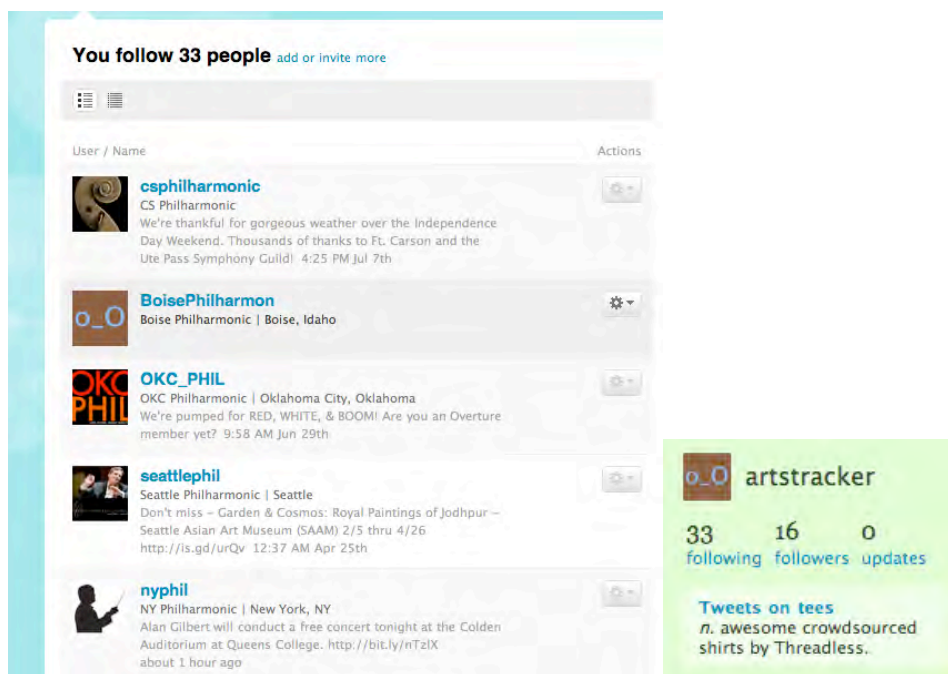 You follow 33 people add or invite more
User / Name Actions
csphilharmonic
CS Philharmonic
We're thankful for gorgeous weather over the Independence
Day Weekend. Thousands of thanks to Ft. Carson and the
Ute Pass Symphony Guild! 4:25 PM Jul 7th
o_O
BoisePhilharmon
Boise Philharmonic | Boise, Idaho
OKC
PHIL
OKC_PHIL
OKC Philharmonic | Oklahoma City, Oklahoma
We're pumped for RED, WHITE, & BOOM! Are you an Overture
member yet? 9:58 AM Jun 29th
seattlephil
Seattle Philharmonic | Seattle
Don't miss – Garden & Cosmos: Royal Paintings of Jodhpur –
Seattle Asian Art Museum (SAAM) 2/5 thru 4/26
http://is.gd/urQv 12:37 AM Apr 25th
nyphil
NY Philharmonic | New York, NY
Alan Gilbert will conduct a free concert tonight at the Colden
Auditorium at Queens College. http://bit.ly/nTzlX
about 1 hour ago
o_O artstracker
33 16 0
following followers updates
Tweets on tees
n. awesome crowdsourced
shirts by Threadless.